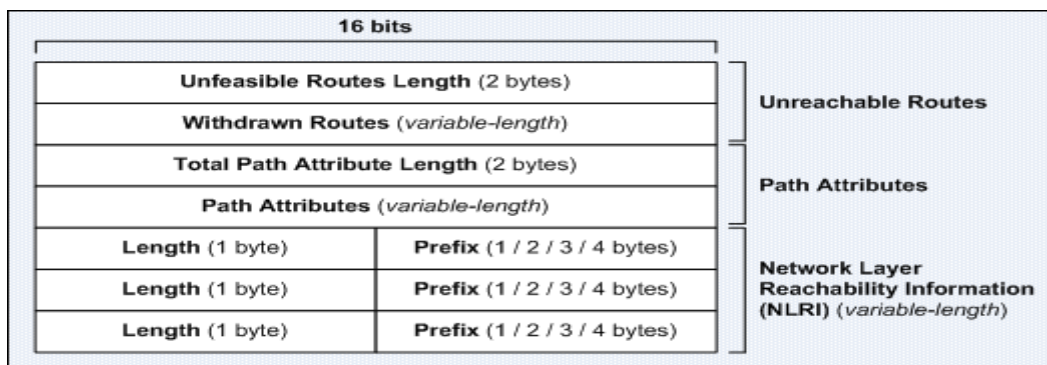 16 bits
Unfeasible Routes Length (2 bytes)
Withdrawn Routes (variable-length)
Unreachable Routes
Total Path Attribute Length (2 bytes)
Path Attributes (variable-length)
Path Attributes
Length (1 byte)
Prefix (1 / 2 / 3 / 4 bytes)
Length (1 byte)
Prefix (1 / 2 / 3 / 4 bytes)
Length (1 byte)
Prefix (1 / 2 / 3 / 4 bytes)
Network Layer
Reachability Information
(NLRI) (variable-length)